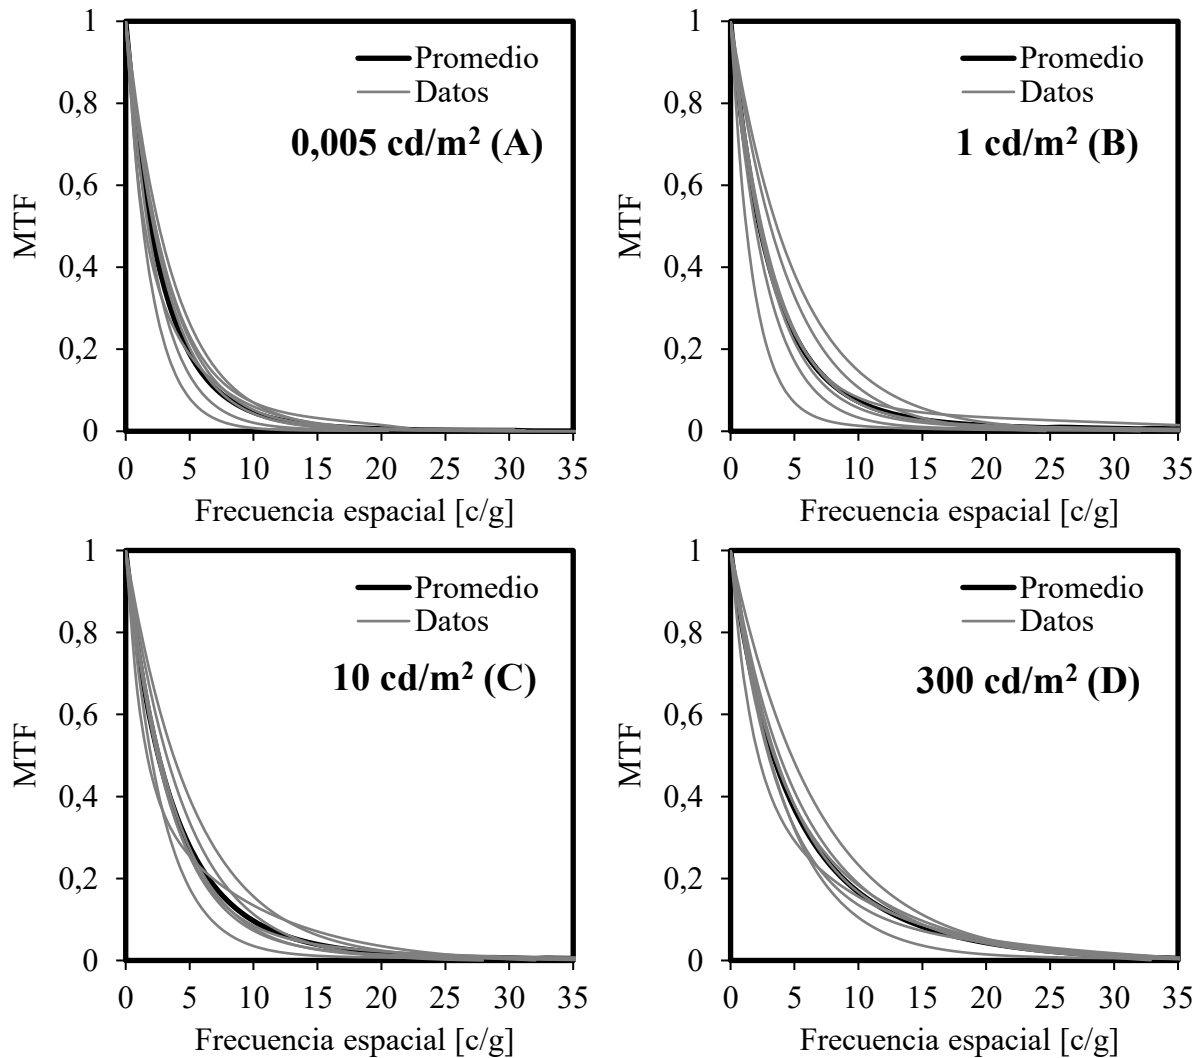 1
0,8
0,6
0,4
0,2
0
MTF
Promedio
Datos
0,005 cd/m² (A)
0 5 10 15 20 25 30 35
Frecuencia espacial [c/g]
1
0,8
0,6
0,4
0,2
0
MTF
Promedio
Datos
1 cd/m² (B)
0 5 10 15 20 25 30 35
Frecuencia espacial [c/g]
1
0,8
0,6
0,4
0,2
0
MTF
Promedio
Datos
10 cd/m² (C)
0 5 10 15 20 25 30 35
Frecuencia espacial [c/g]
1
0,8
0,6
0,4
0,2
0
MTF
Promedio
Datos
300 cd/m² (D)
0 5 10 15 20 25 30 35
Frecuencia espacial [c/g]